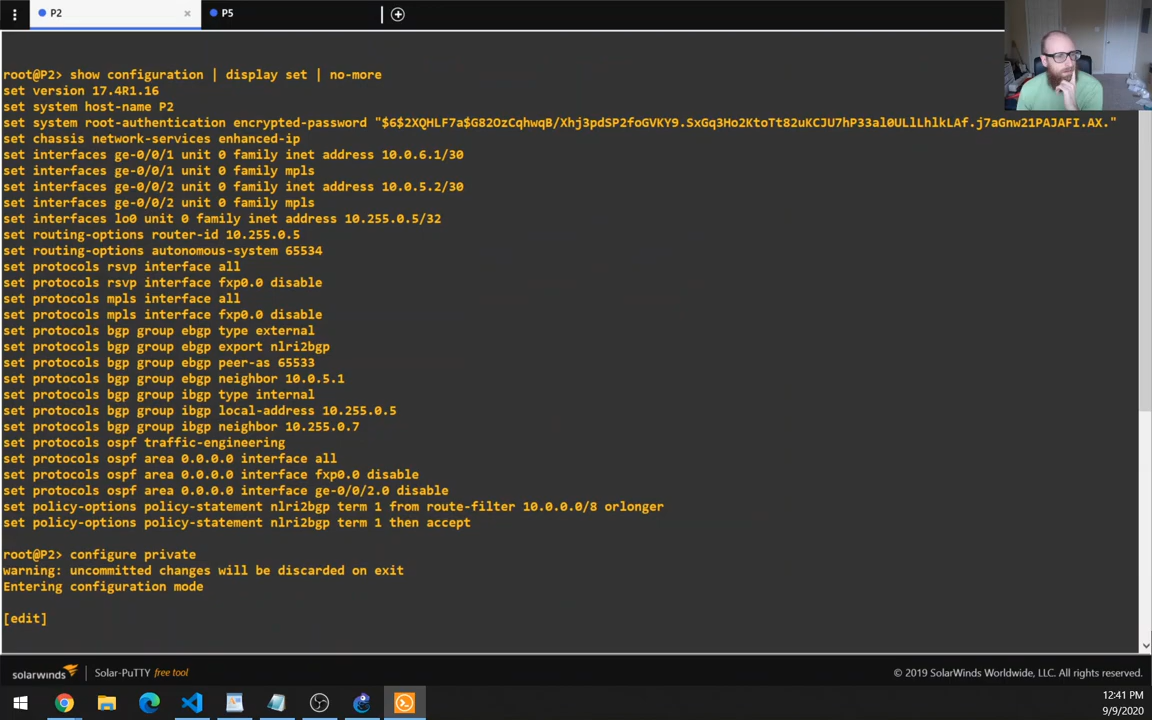 P2
P5
root@P2> show configuration | display set | no-more
set version 17.4R1.16
set system host-name P2
set system root-authentication encrypted-password "$6$2XQHLF7a$G82OzCqhwqB/Xhj3pdSP2foGVKY9.SxGq3Ho2KtoTt82uKCJU7hP33al0ULlLhlkLAf.j7aGnw21PAJAFI.AX."
set chassis network-services enhanced-ip
set interfaces ge-0/0/1 unit 0 family inet address 10.0.6.1/30
set interfaces ge-0/0/1 unit 0 family mpls
set interfaces ge-0/0/2 unit 0 family inet address 10.0.5.2/30
set interfaces ge-0/0/2 unit 0 family mpls
set interfaces lo0 unit 0 family inet address 10.255.0.5/32
set routing-options router-id 10.255.0.5
set routing-options autonomous-system 65534
set protocols rsvp interface all
set protocols rsvp interface fxp0.0 disable
set protocols mpls interface all
set protocols mpls interface fxp0.0 disable
set protocols bgp group ebgp type external
set protocols bgp group ebgp export nlri2bgp
set protocols bgp group ebgp peer-as 65533
set protocols bgp group ebgp neighbor 10.0.5.1
set protocols bgp group ibgp type internal
set protocols bgp group ibgp local-address 10.255.0.5
set protocols bgp group ibgp neighbor 10.255.0.7
set protocols ospf traffic-engineering
set protocols ospf area 0.0.0.0 interface all
set protocols ospf area 0.0.0.0 interface fxp0.0 disable
set protocols ospf area 0.0.0.0 interface ge-0/0/2.0 disable
set policy-options policy-statement nlri2bgp term 1 from route-filter 10.0.0.0/8 orlonger
set policy-options policy-statement nlri2bgp term 1 then accept
root@P2> configure private
warning: uncommitted changes will be discarded on exit
Entering configuration mode
[edit]
solarwinds
Solar-PuTTY free tool
© 2019 SolarWinds Worldwide, LLC. All rights reserved.
12:41 PM
9/9/2020